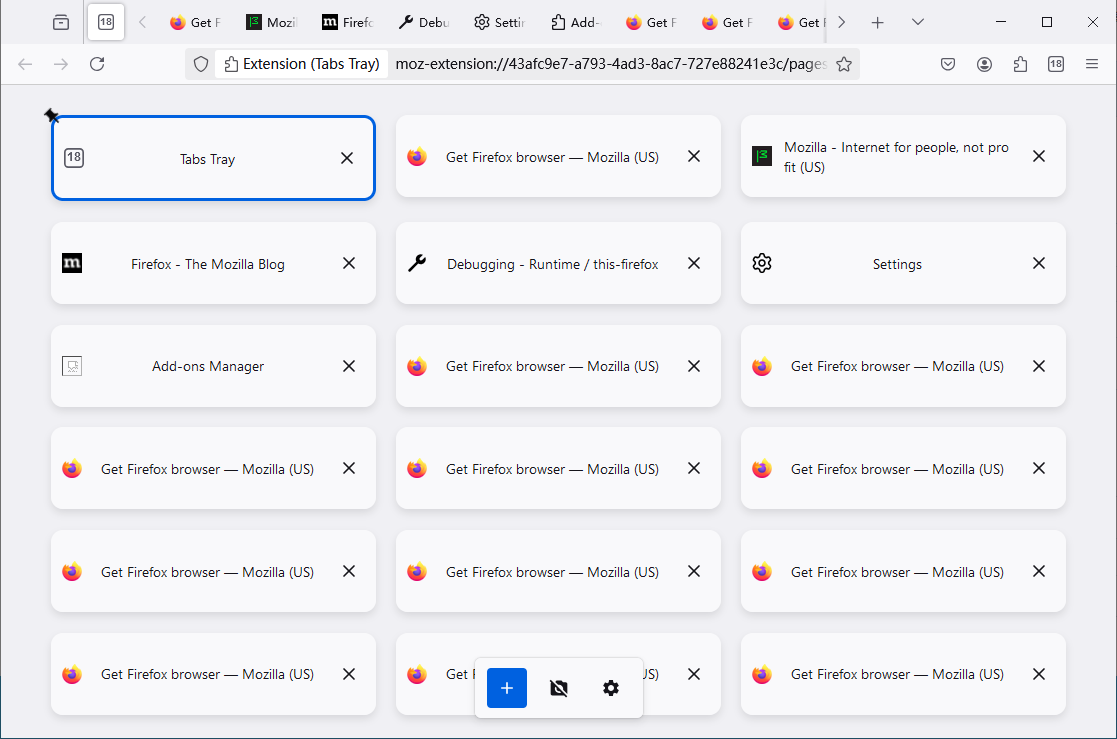 18
Get F
Mozil
Firefo
Debu
Settin
Add-
Get F
Get F
Get F
Extension (Tabs Tray)
moz-extension://43afc9e7-a793-4ad3-8ac7-727e88241e3c/pages
18
18
Tabs Tray
Get Firefox browser — Mozilla (US)
Mozilla - Internet for people, not pro
fit (US)
m
Firefox - The Mozilla Blog
Debugging - Runtime / this-firefox
Settings
Add-ons Manager
Get Firefox browser — Mozilla (US)
Get Firefox browser — Mozilla (US)
Get Firefox browser — Mozilla (US)
Get Firefox browser — Mozilla (US)
Get Firefox browser — Mozilla (US)
Get Firefox browser — Mozilla (US)
Get Firefox browser — Mozilla (US)
Get Firefox browser — Mozilla (US)
Get Firefox browser — Mozilla (US)
Get F
JS)
Get Firefox browser — Mozilla (US)